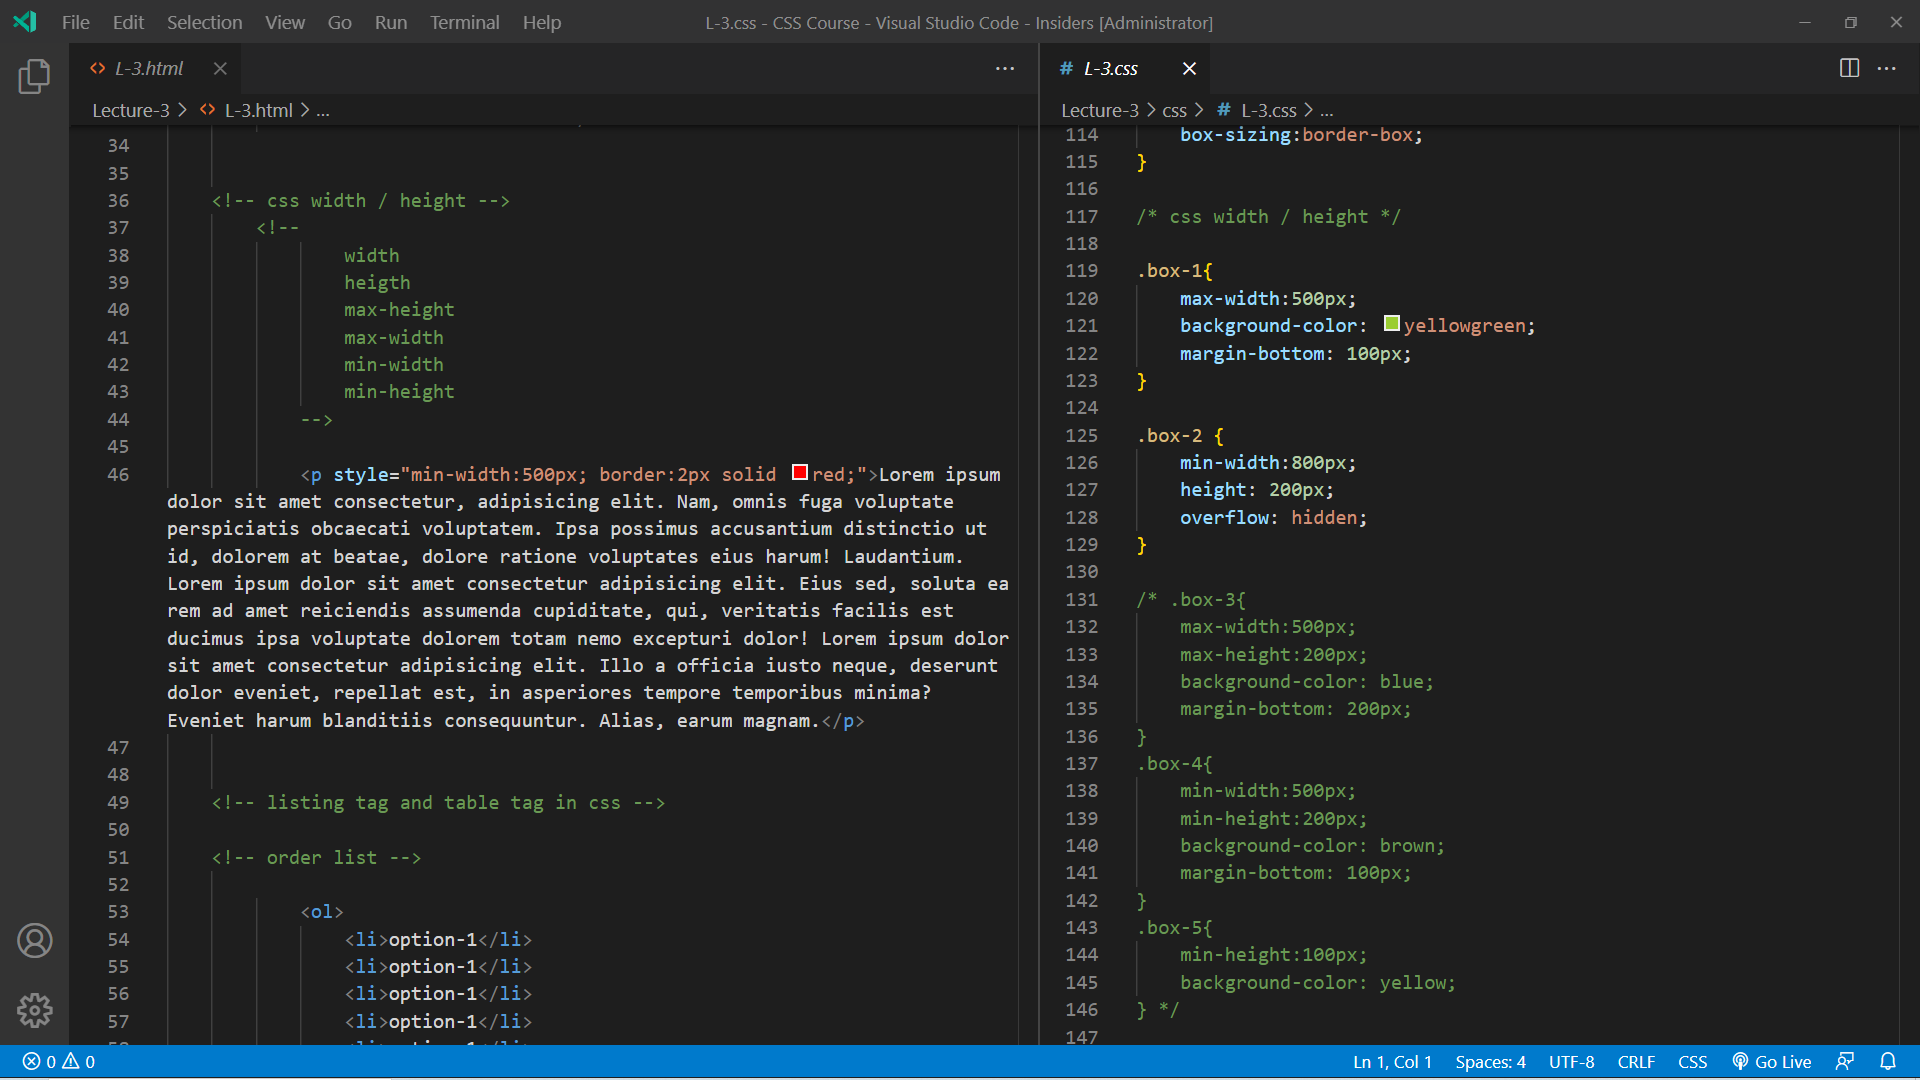 File Edit Selection View Go Run Terminal Help
L-3.css - CSS Course - Visual Studio Code - Insiders [Administrator]
L-3.html
Lecture-3 > L-3.html > ...
34
35
36 <!-- css width / height -->
37 <!--
38 width
39 heigth
40 max-height
41 max-width
42 min-width
43 min-height
44 -->
45
46 <p style="min-width:500px; border:2px solid red;">Lorem ipsum
dolor sit amet consectetur, adipisicing elit. Nam, omnis fuga voluptate
perspiciatis obcaecati voluptatem. Ipsa possimus accusantium distinctio ut
id, dolorem at beatae, dolore ratione voluptates eius harum! Laudantium.
Lorem ipsum dolor sit amet consectetur adipisicing elit. Eius sed, soluta ea
rem ad amet reiciendis assumenda cupiditate, qui, veritatis facilis est
ducimus ipsa voluptate dolorem totam nemo excepturi dolor! Lorem ipsum dolor
sit amet consectetur adipisicing elit. Illo a officia iusto neque, deserunt
dolor eveniet, repellat est, in asperiores tempore temporibus minima?
Eveniet harum blanditiis consequuntur. Alias, earum magnam.</p>
47
48
49 <!-- listing tag and table tag in css -->
50
51 <!-- order list -->
52
53 <ol>
54 <li>option-1</li>
55 <li>option-1</li>
56 <li>option-1</li>
57 <li>option-1</li>
# L-3.css
Lecture-3 > css > # L-3.css > ...
114 box-sizing:border-box;
115 }
116
117 /* css width / height */
118
119 .box-1{
120 max-width:500px;
121 background-color: yellowgreen;
122 margin-bottom: 100px;
123 }
124
125 .box-2 {
126 min-width:800px;
127 height: 200px;
128 overflow: hidden;
129 }
130
131 /* .box-3{
132 max-width:500px;
133 max-height:200px;
134 background-color: blue;
135 margin-bottom: 200px;
136 }
137 .box-4{
138 min-width:500px;
139 min-height:200px;
140 background-color: brown;
141 margin-bottom: 100px;
142 }
143 .box-5{
144 min-height:100px;
145 background-color: yellow;
146 } */
147
0 0
Ln 1, Col 1 Spaces: 4 UTF-8 CRLF CSS Go Live